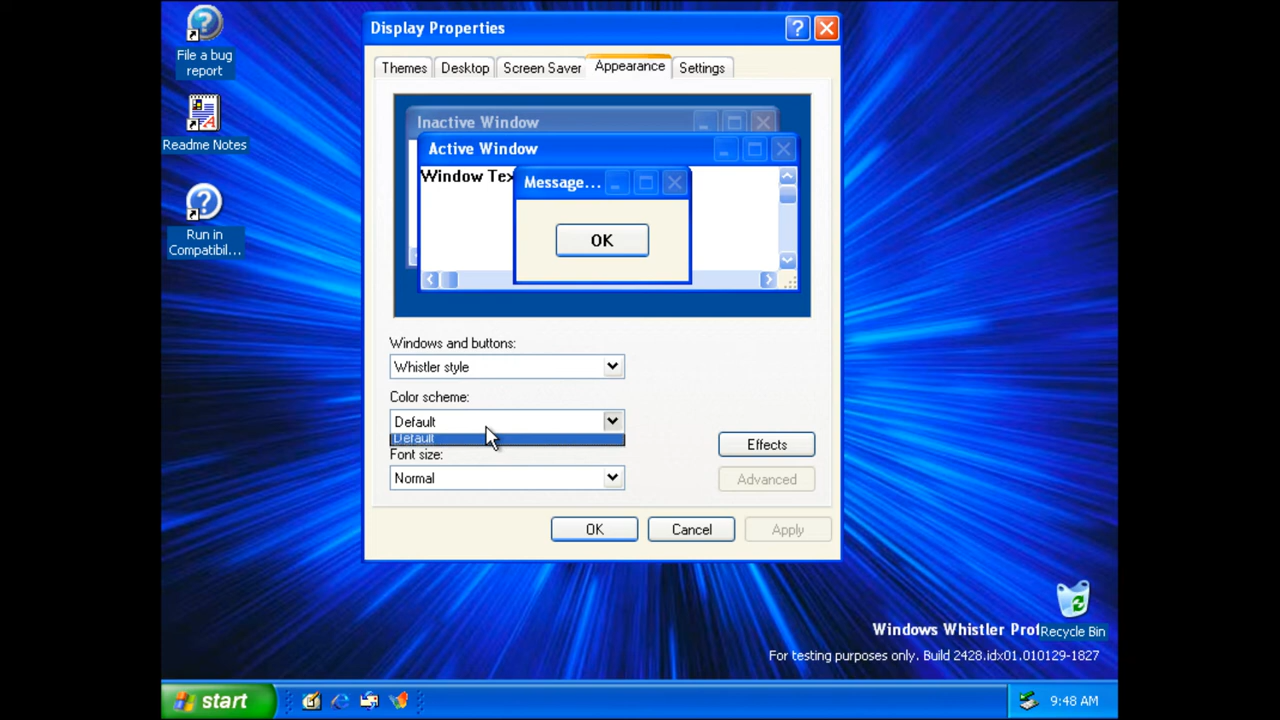 File a bug
report
Readme Notes
Run in
Compatibil...
Display Properties
Themes
Desktop
Screen Saver
Appearance
Settings
Inactive Window
Active Window
Window Tex
Message...
OK
Windows and buttons:
Whistler style
Color scheme:
Default
Default
Font size:
Normal
Effects
Advanced
OK
Cancel
Apply
Windows Whistler Prof
Recycle Bin
For testing purposes only. Build 2428.idx01.010129-1827
start
9:48 AM